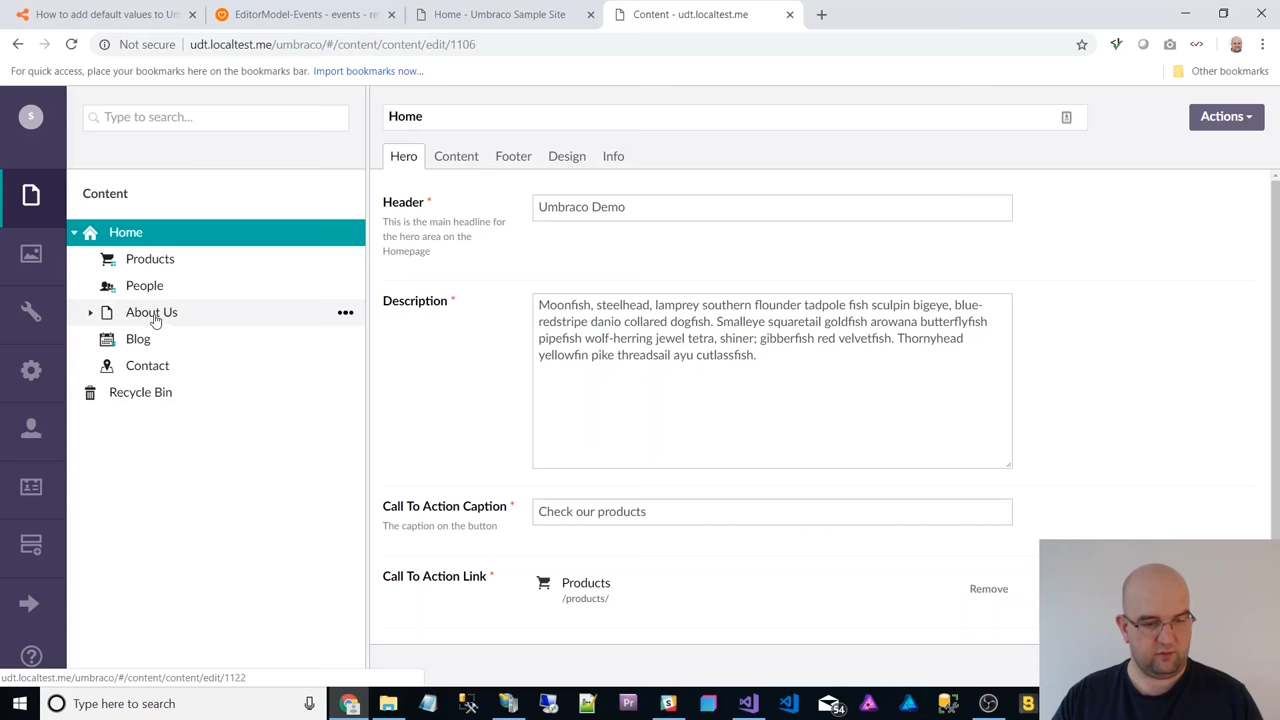 How to add default values to Um
EditorModel-Events - events - re
Home - Umbraco Sample Site
Content - udt.localtest.me
Not secure
udt.localtest.me/umbraco/#/content/content/edit/1106
For quick access, place your bookmarks here on the bookmarks bar.
Import bookmarks now...
Other bookmarks
S
Type to search...
Home
Actions
Hero
Content
Footer
Design
Info
Content
Home
Products
People
About Us
Blog
Contact
Recycle Bin
Header *
This is the main headline for
the hero area on the
Homepage
Umbraco Demo
Description *
Moonfish, steelhead, lamprey southern flounder tadpole fish sculpin bigeye, blue-
redstripe danio collared dogfish. Smalleye squaretail goldfish arowana butterflyfish
pipefish wolf-herring jewel tetra, shiner; gibberfish red velvetfish. Thornyhead
yellowfin pike threadsail ayu cutlassfish.
Call To Action Caption *
The caption on the button
Check our products
Call To Action Link *
Products
/products/
Remove
udt.localtest.me/umbraco/#/content/content/edit/1122
Type here to search
Pr
54
B